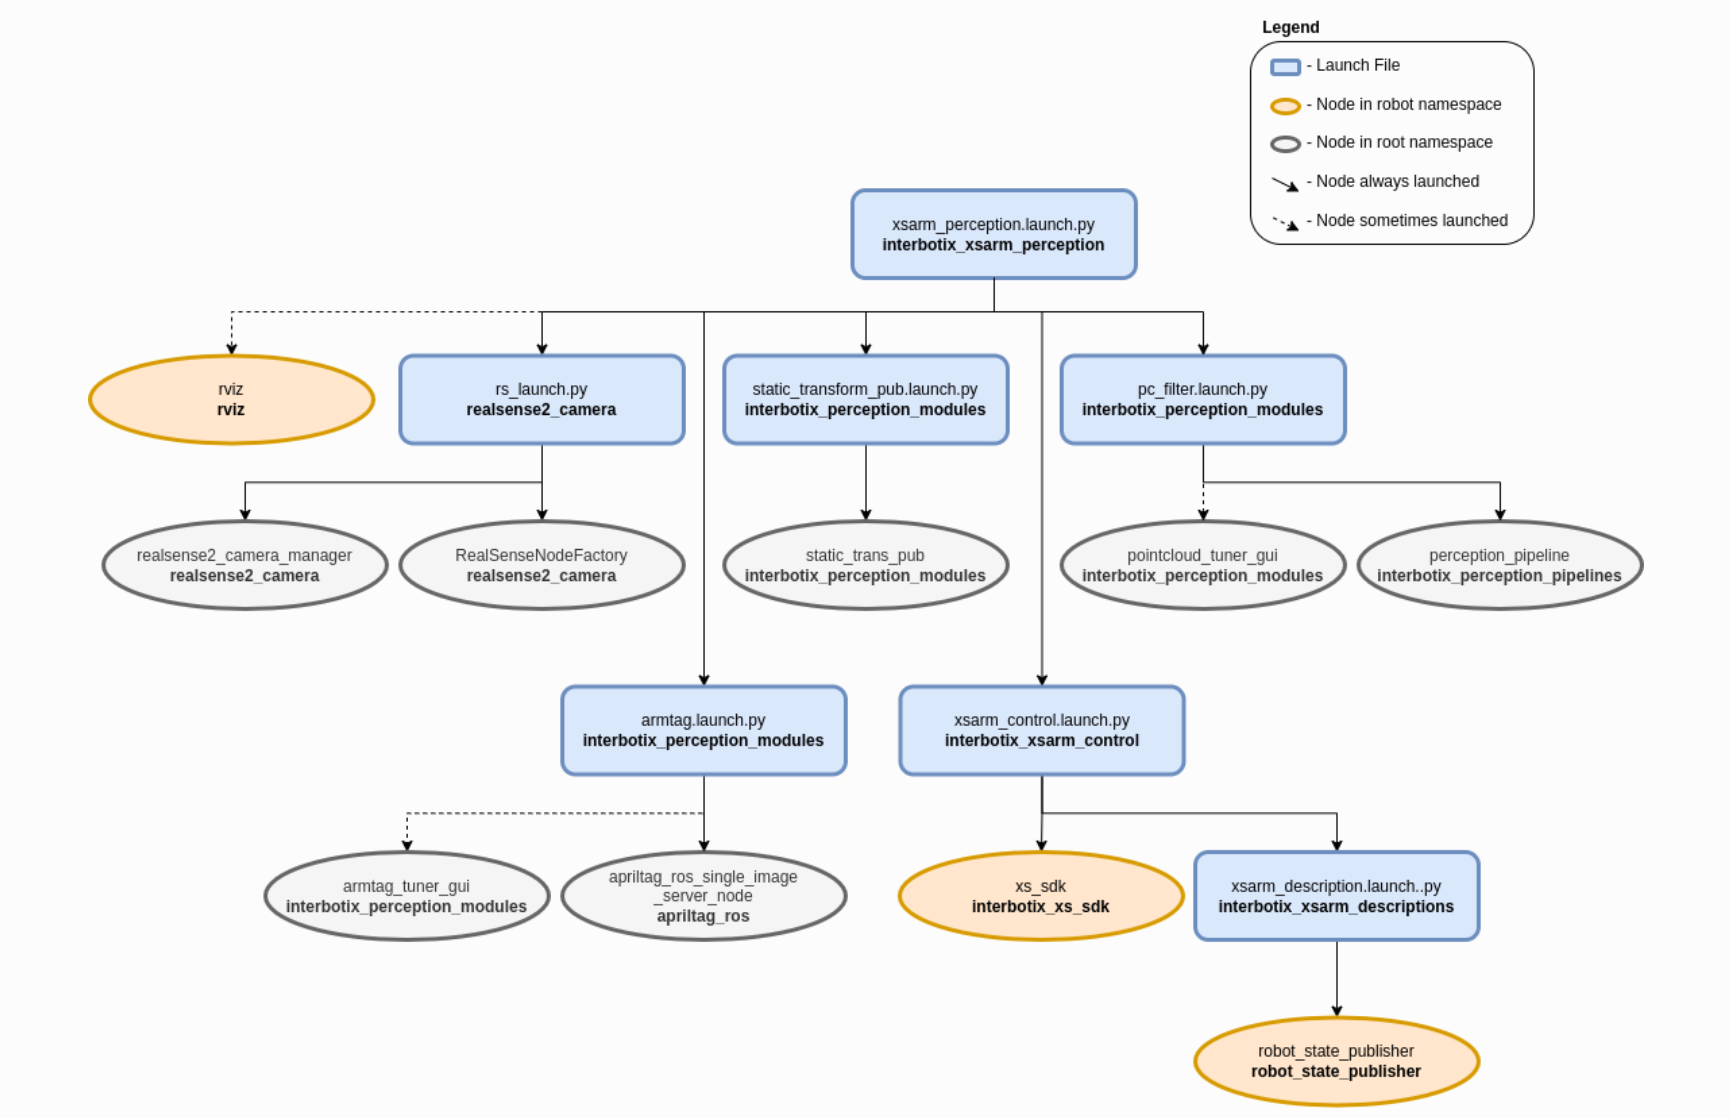 Legend
- Launch File
- Node in robot namespace
- Node in root namespace
- Node always launched
- Node sometimes launched
xsarm_perception.launch.py
interbotix_xsarm_perception
rviz
rviz
rs_launch.py
realsense2_camera
static_transform_pub.launch.py
interbotix_perception_modules
pc_filter.launch.py
interbotix_perception_modules
realsense2_camera_manager
realsense2_camera
RealSenseNodeFactory
realsense2_camera
static_trans_pub
interbotix_perception_modules
pointcloud_tuner_gui
interbotix_perception_modules
perception_pipeline
interbotix_perception_pipelines
armtag.launch.py
interbotix_perception_modules
xsarm_control.launch.py
interbotix_xsarm_control
armtag_tuner_gui
interbotix_perception_modules
apriltag_ros_single_image
_server_node
apriltag_ros
xs_sdk
interbotix_xs_sdk
xsarm_description.launch..py
interbotix_xsarm_descriptions
robot_state_publisher
robot_state_publisher